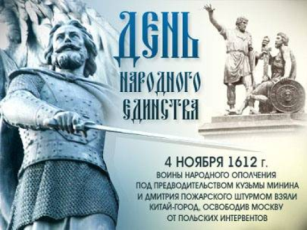 ДЕНЬ
НАРОДНОГО
ЕДИНСТВА
4 НОЯБРЯ 1612 г.
ВОИНЫ НАРОДНОГО ОПОЛЧЕНИЯ
ПОД ПРЕДВОДИТЕЛЬСТВОМ КУЗЬМЫ МИНИНА
И ДМИТРИЯ ПОЖАРСКОГО ШТУРМОМ ВЗЯЛИ
КИТАЙ-ГОРОД, ОСВОБОДИВ МОСКВУ
ОТ ПОЛЬСКИХ ИНТЕРВЕНТОВ